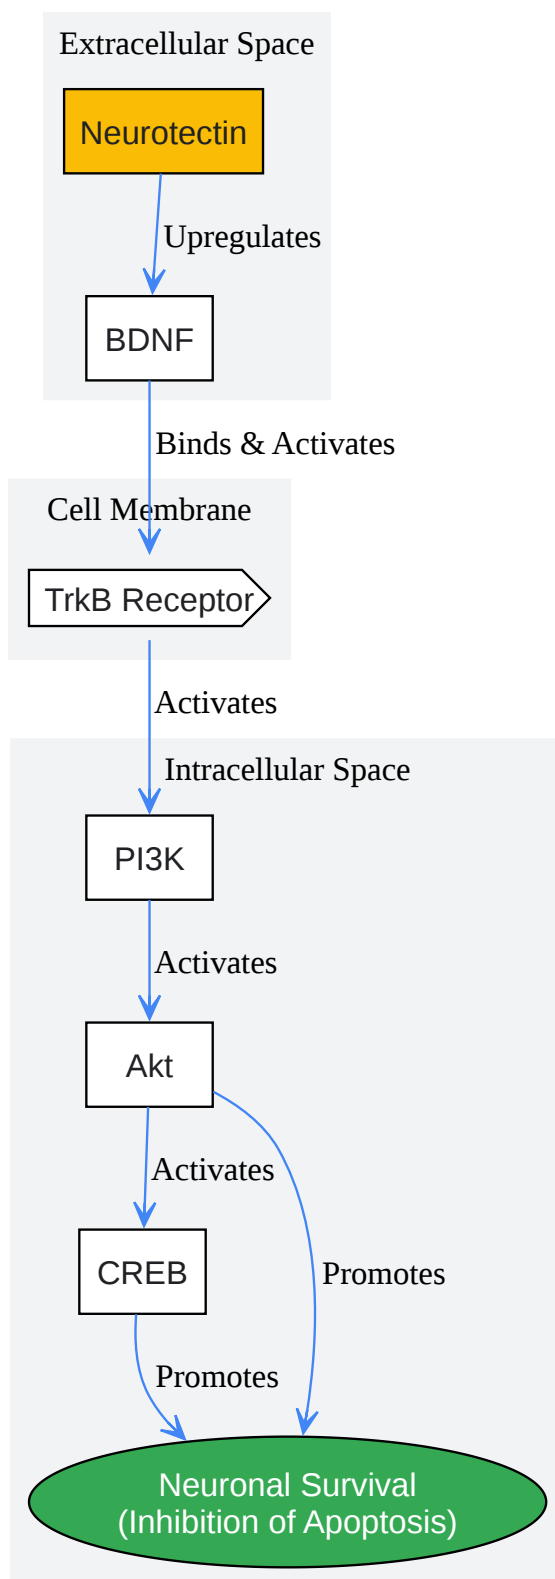 Extracellular Space
Neurotectin
Upregulates
BDNF
Binds & Activates
Cell Membrane
TrkB Receptor
Activates
Intracellular Space
PI3K
Activates
Akt
Activates
CREB
Promotes
Promotes
Neuronal Survival
(Inhibition of Apoptosis)